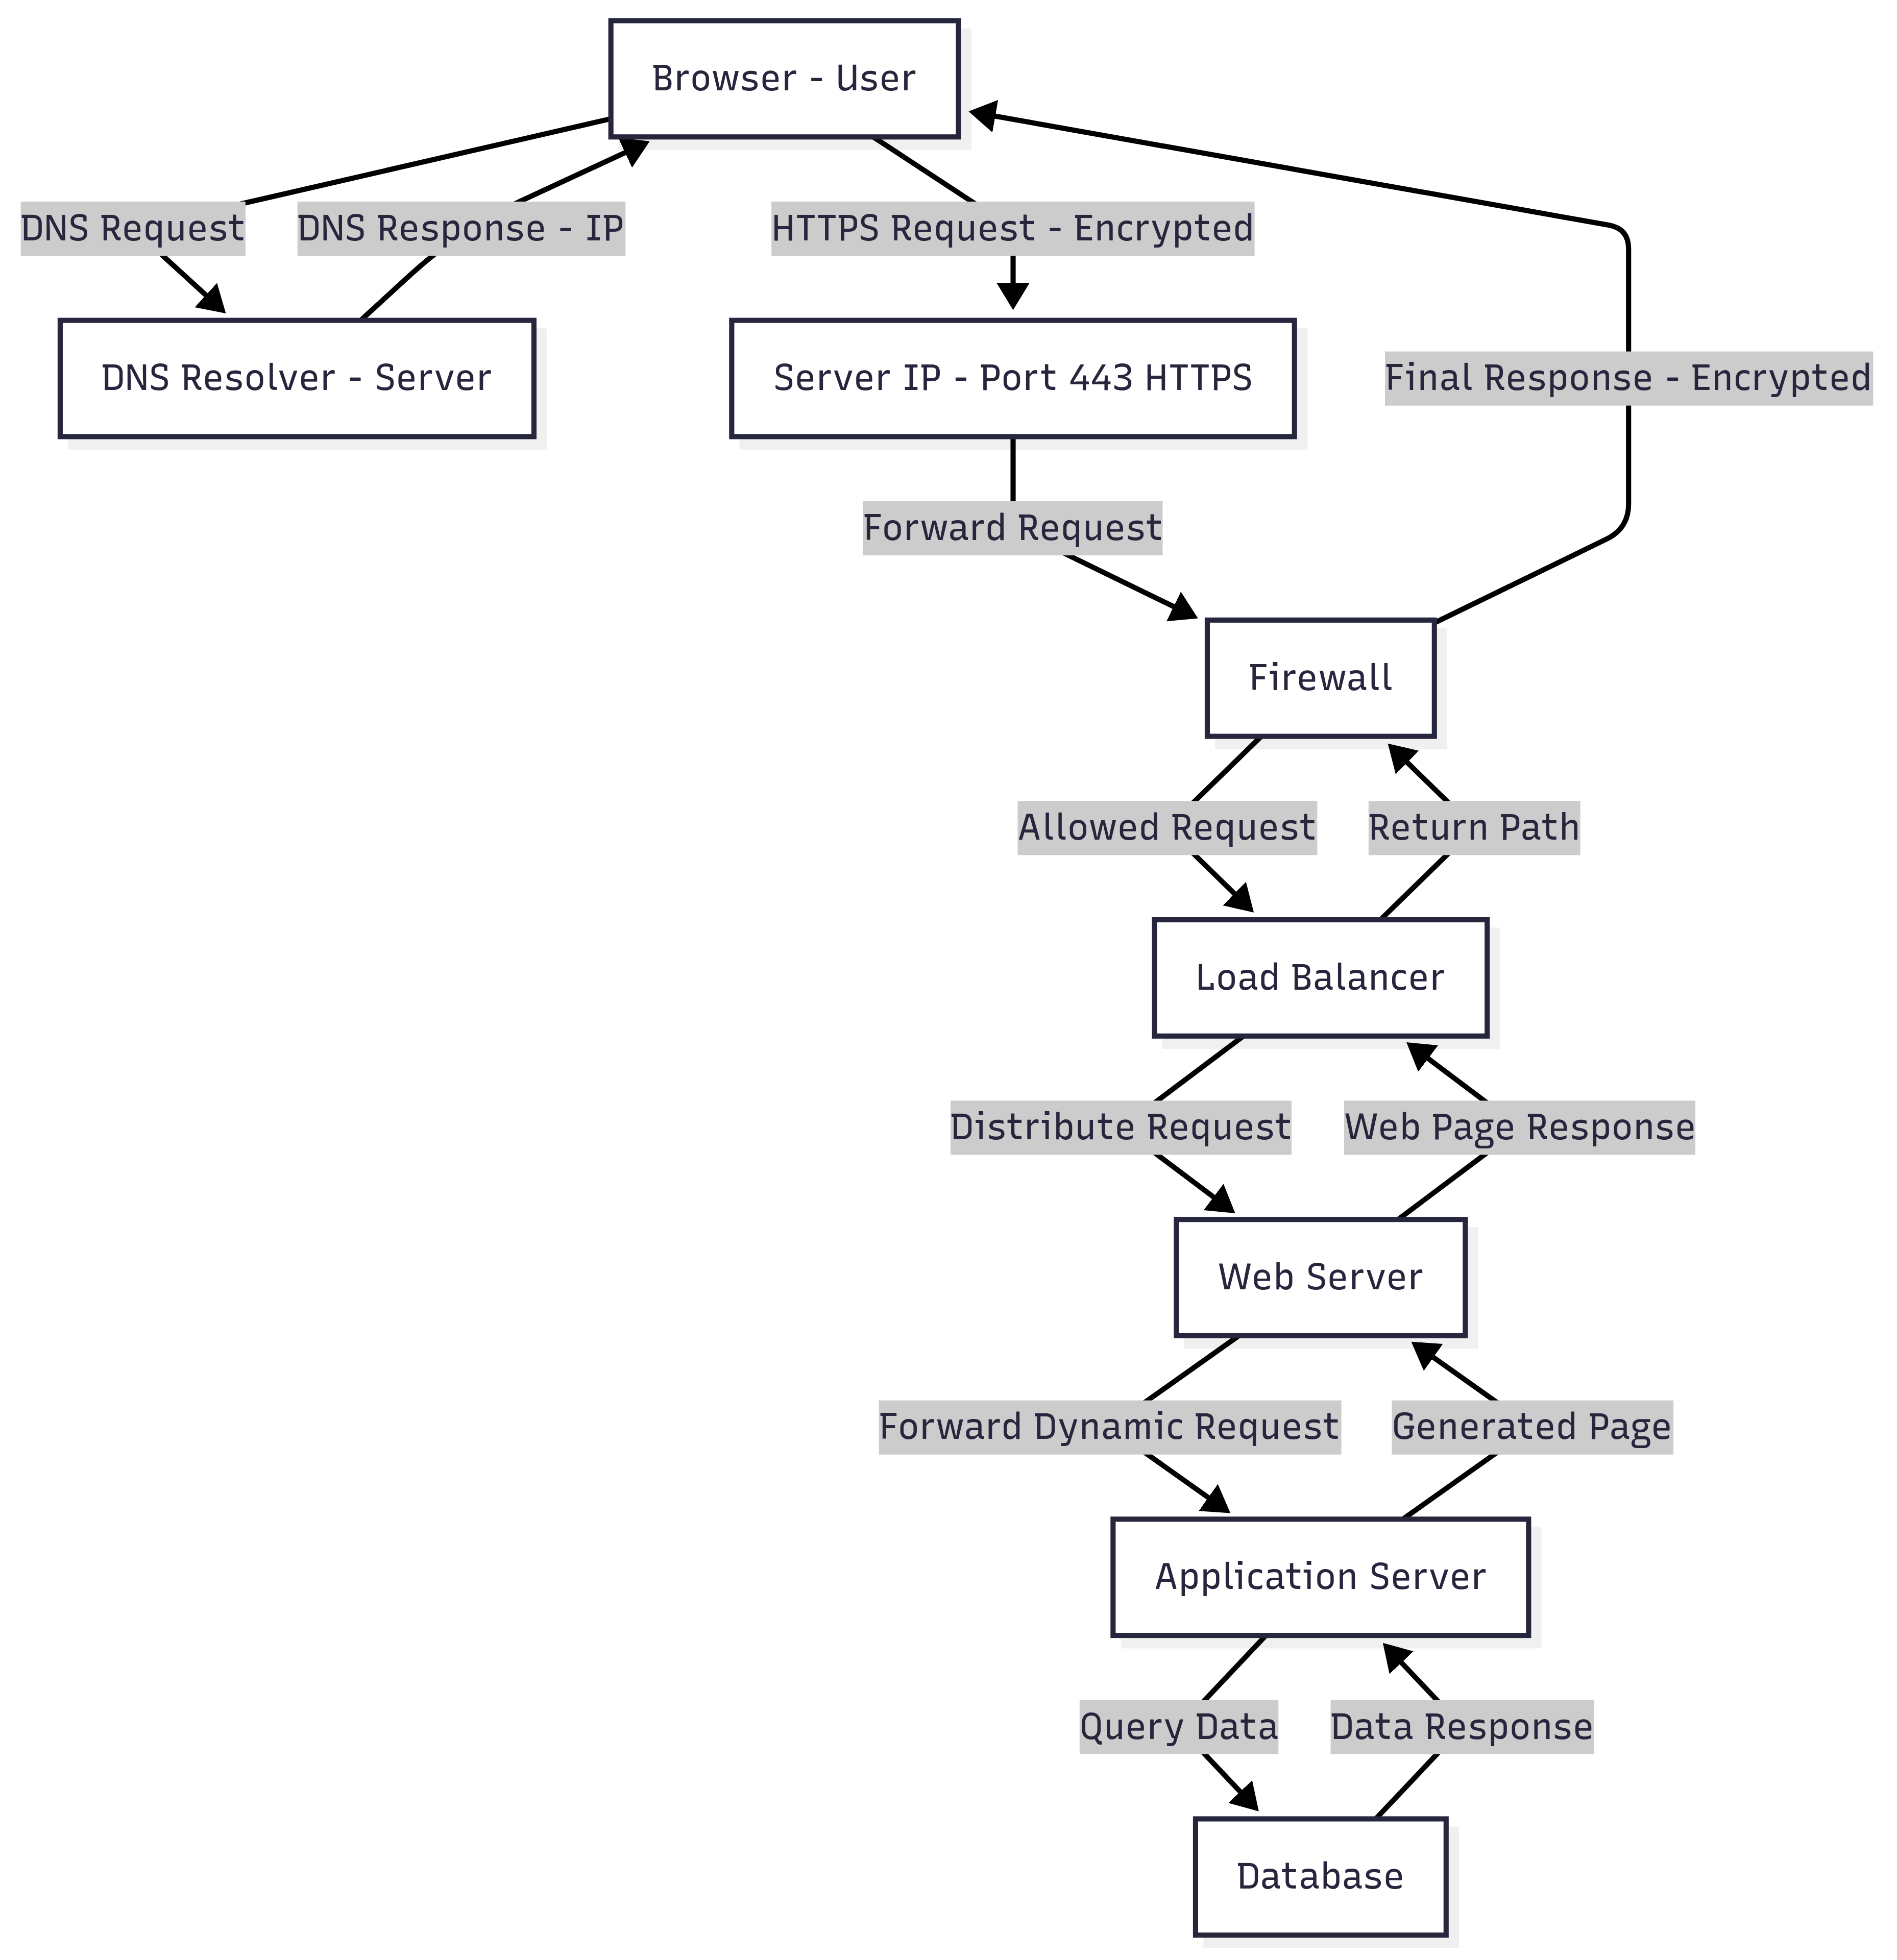 Browser - User
DNS Request
DNS Response - IP
HTTPS Request - Encrypted
DNS Resolver - Server
Server IP - Port 443 HTTPS
Final Response - Encrypted
Forward Request
Firewall
Allowed Request
Return Path
Load Balancer
Distribute Request
Web Page Response
Web Server
Forward Dynamic Request
Generated Page
Application Server
Query Data
Data Response
Database